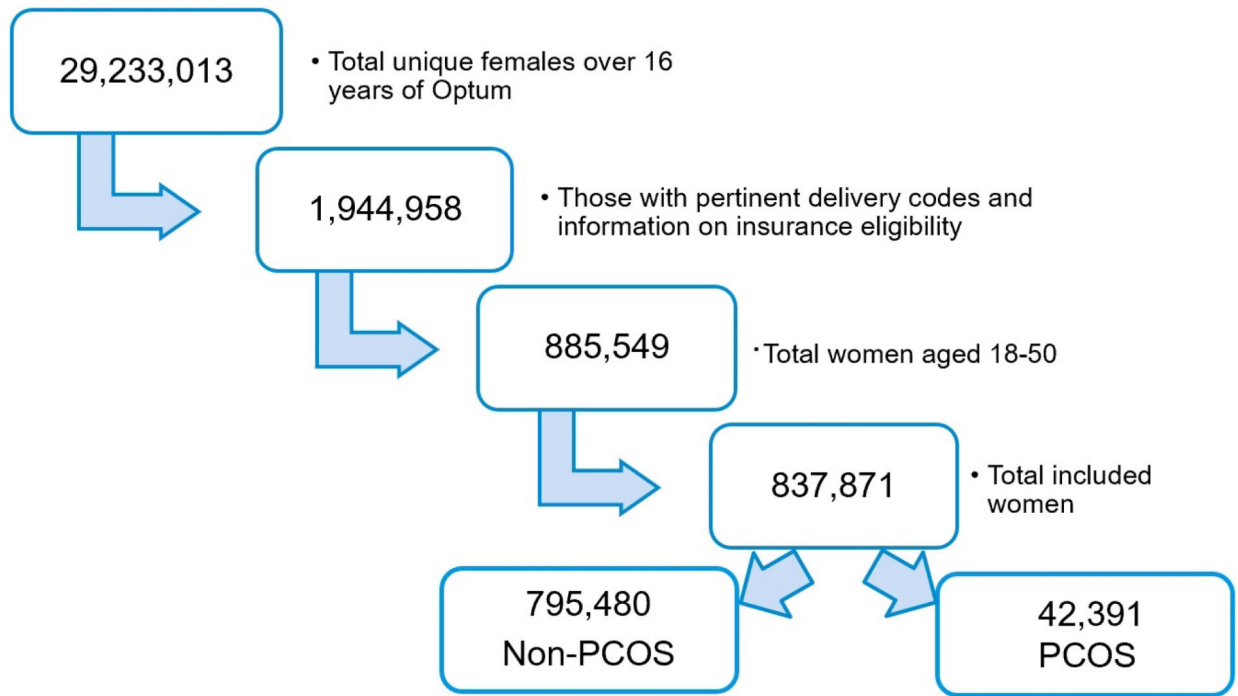 29,233,013
• Total unique females over 16
years of Optum
1,944,958
• Those with pertinent delivery codes and
information on insurance eligibility
885,549
• Total women aged 18-50
837,871
• Total included
women
795,480
Non-PCOS
42,391
PCOS